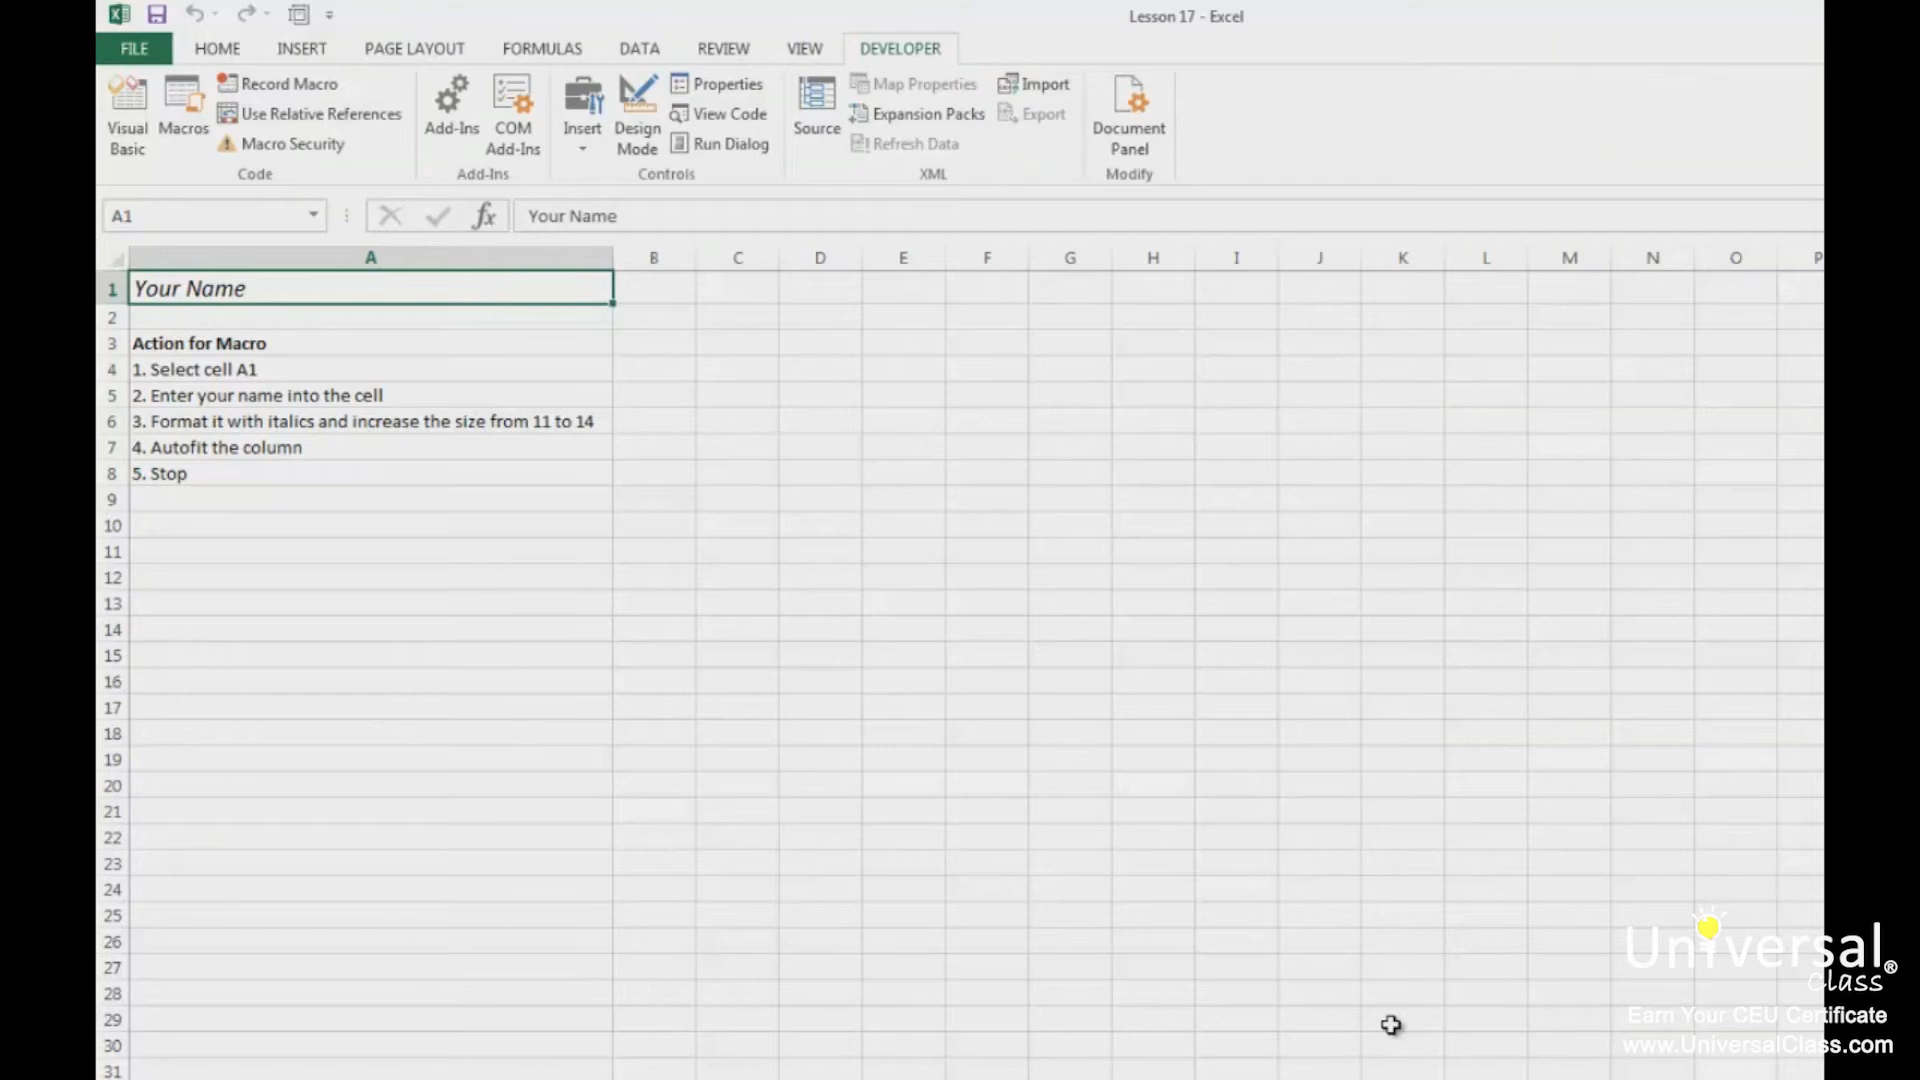 Lesson 17 - Excel
FILE HOME INSERT PAGE LAYOUT FORMULAS DATA REVIEW VIEW DEVELOPER
Visual Basic
Macros
Record Macro
Use Relative References
Macro Security
Code
Add-Ins
COM Add-Ins
Add-Ins
Insert
Design Mode
Properties
View Code
Run Dialog
Controls
Source
Map Properties
Expansion Packs
Refresh Data
Import
Export
XML
Document Panel
Modify
A1 fx Your Name
A B C D E F G H I J K L M N O P
1 Your Name
2
3 Action for Macro
4 1. Select cell A1
5 2. Enter your name into the cell
6 3. Format it with italics and increase the size from 11 to 14
7 4. Autofit the column
8 5. Stop
9
10
11
12
13
14
15
16
17
18
19
20
21
22
23
24
25
26
27
28
29
30
31
Universal
Class®
Earn Your CEU Certificate
www.UniversalClass.com